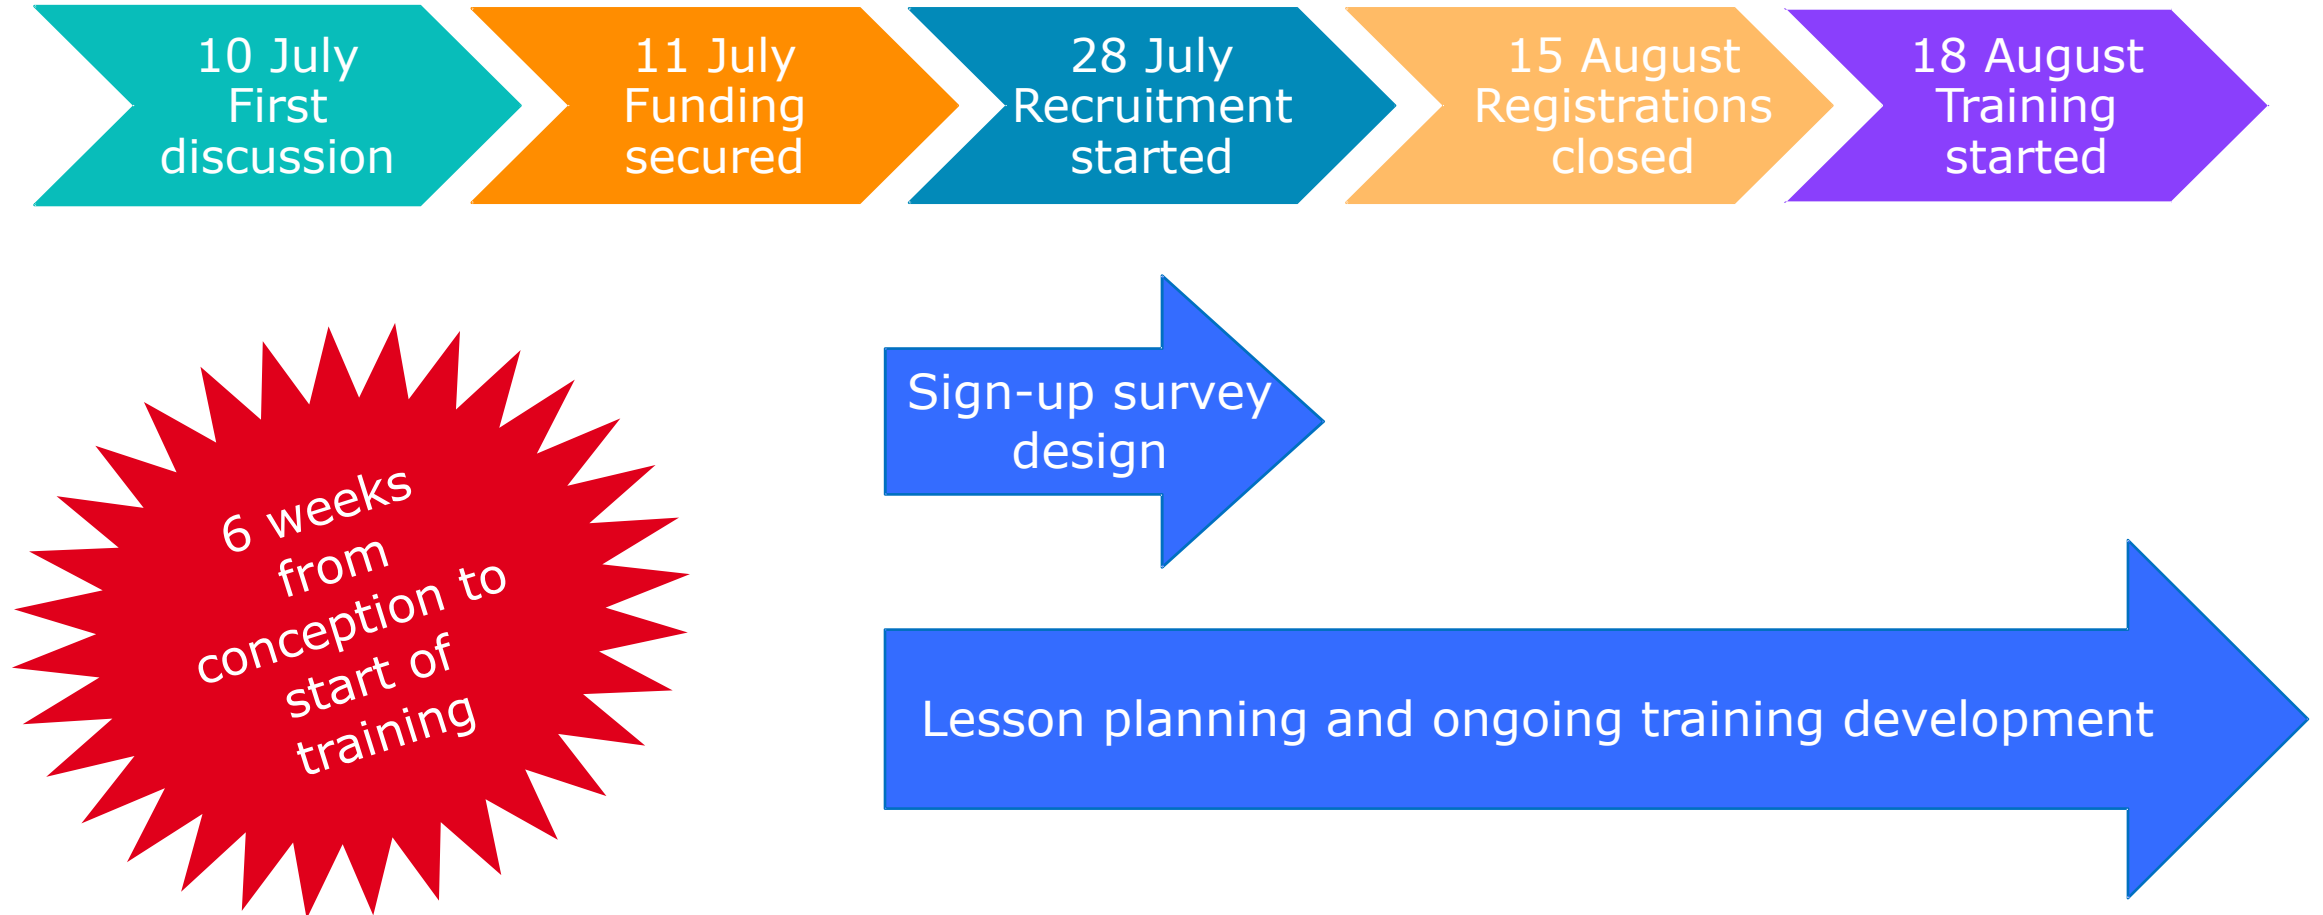 10 July
First
discussion
11 July
Funding
secured
28 July
Recruitment
started
15 August
Registrations
closed
18 August
Training
started
Sign-up survey
design
6 weeks
from
conception to
start of
training
Lesson planning and ongoing training development